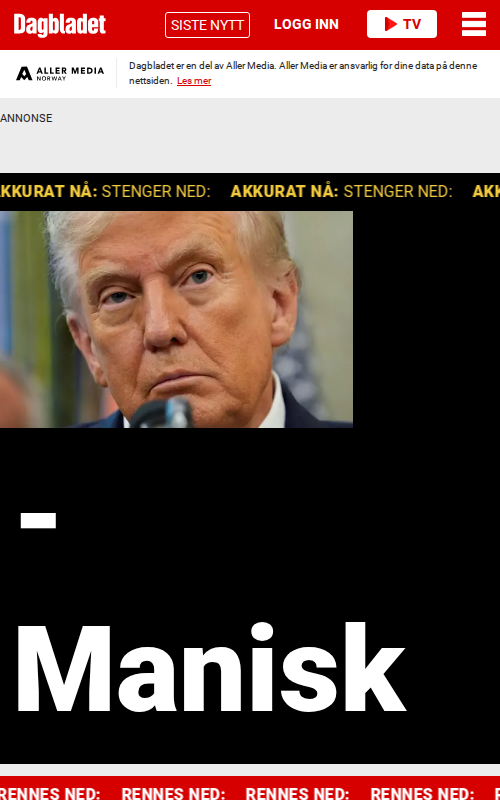 Dagbladet
SISTE NYTT
LOGG INN
TV
ALLER MEDIA
NORWAY
Dagbladet er en del av Aller Media. Aller Media er ansvarlig for dine data på denne
nettsiden. Les mer
ANNONSE
KKURAT NÅ: STENGER NED: AKKURAT NÅ: STENGER NED: AKK
-
Manisk
RENNES NED: RENNES NED: RENNES NED: RENNES NED: